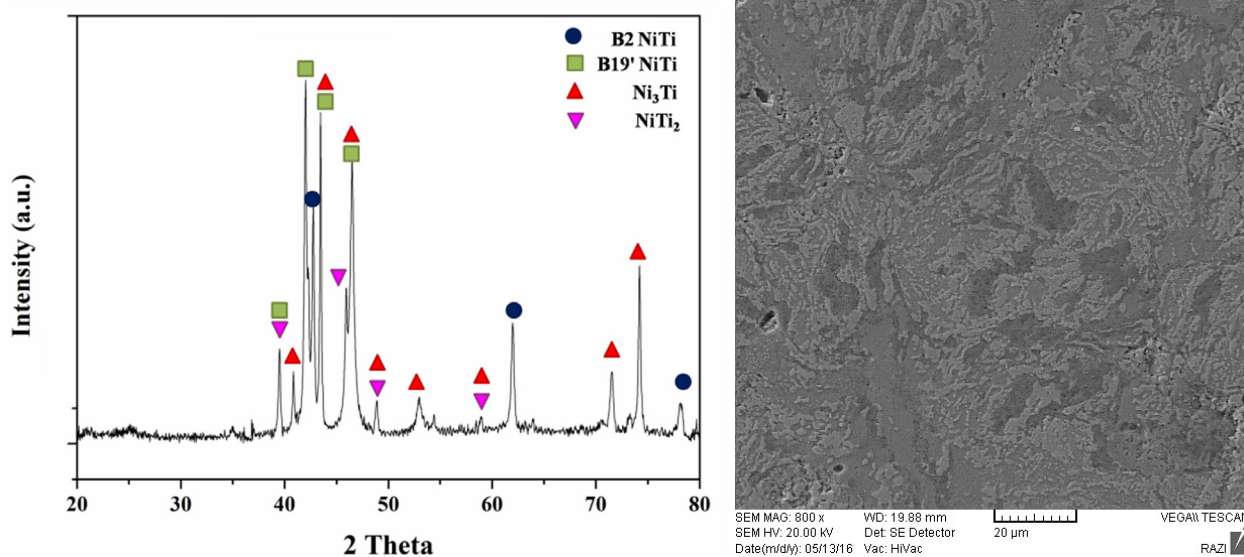 B2 NiTi
B19' NiTi
Ni₃Ti
NiTi₂
Intensity (a.u.)
20 30 40 50 60 70 80
2 Theta
SEM MAG: 800 x WD: 19.88 mm VEGA\\ TESCAN
SEM HV: 20.00 kV Det: SE Detector 20 µm
Date(m/d/y): 05/13/16 Vac: HiVac RAZI